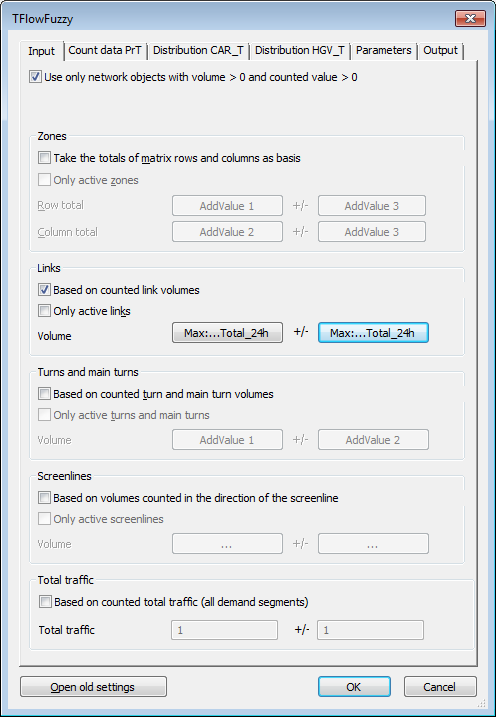 TFlowFuzzy
Input Count data PrT Distribution CAR_T Distribution HGV_T Parameters Output
Use only network objects with volume > 0 and counted value > 0
Zones
Take the totals of matrix rows and columns as basis
Only active zones
Row total AddValue 1 +/- AddValue 3
Column total AddValue 2 +/- AddValue 3
Links
Based on counted link volumes
Only active links
Volume Max:...Total_24h +/- Max:...Total_24h
Turns and main turns
Based on counted turn and main turn volumes
Only active turns and main turns
Volume AddValue 1 +/- AddValue 2
Screenlines
Based on volumes counted in the direction of the screenline
Only active screenlines
Volume ... +/- ...
Total traffic
Based on counted total traffic (all demand segments)
Total traffic 1 +/- 1
Open old settings OK Cancel